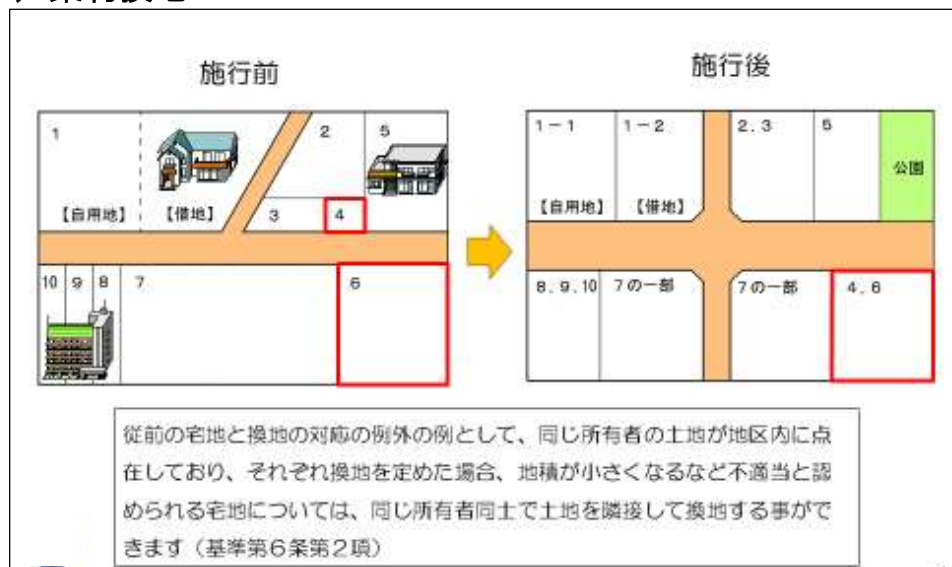 施行前
施行後
1
2
5
【自用地】
【借地】
3
4
10
9
8
7
6
1－1
1－2
2．3
5
公園
【自用地】
【借地】
8．9．10
7の一部
7の一部
4．6
従前の宅地と換地の対応の例外の例として、同じ所有者の土地が地区内に点
在しており、それぞれ換地を定めた場合、地積が小さくなるなど不適当と認
められる宅地については、同じ所有者同士で土地を隣接して換地する事がで
きます（基準第６条第２項）